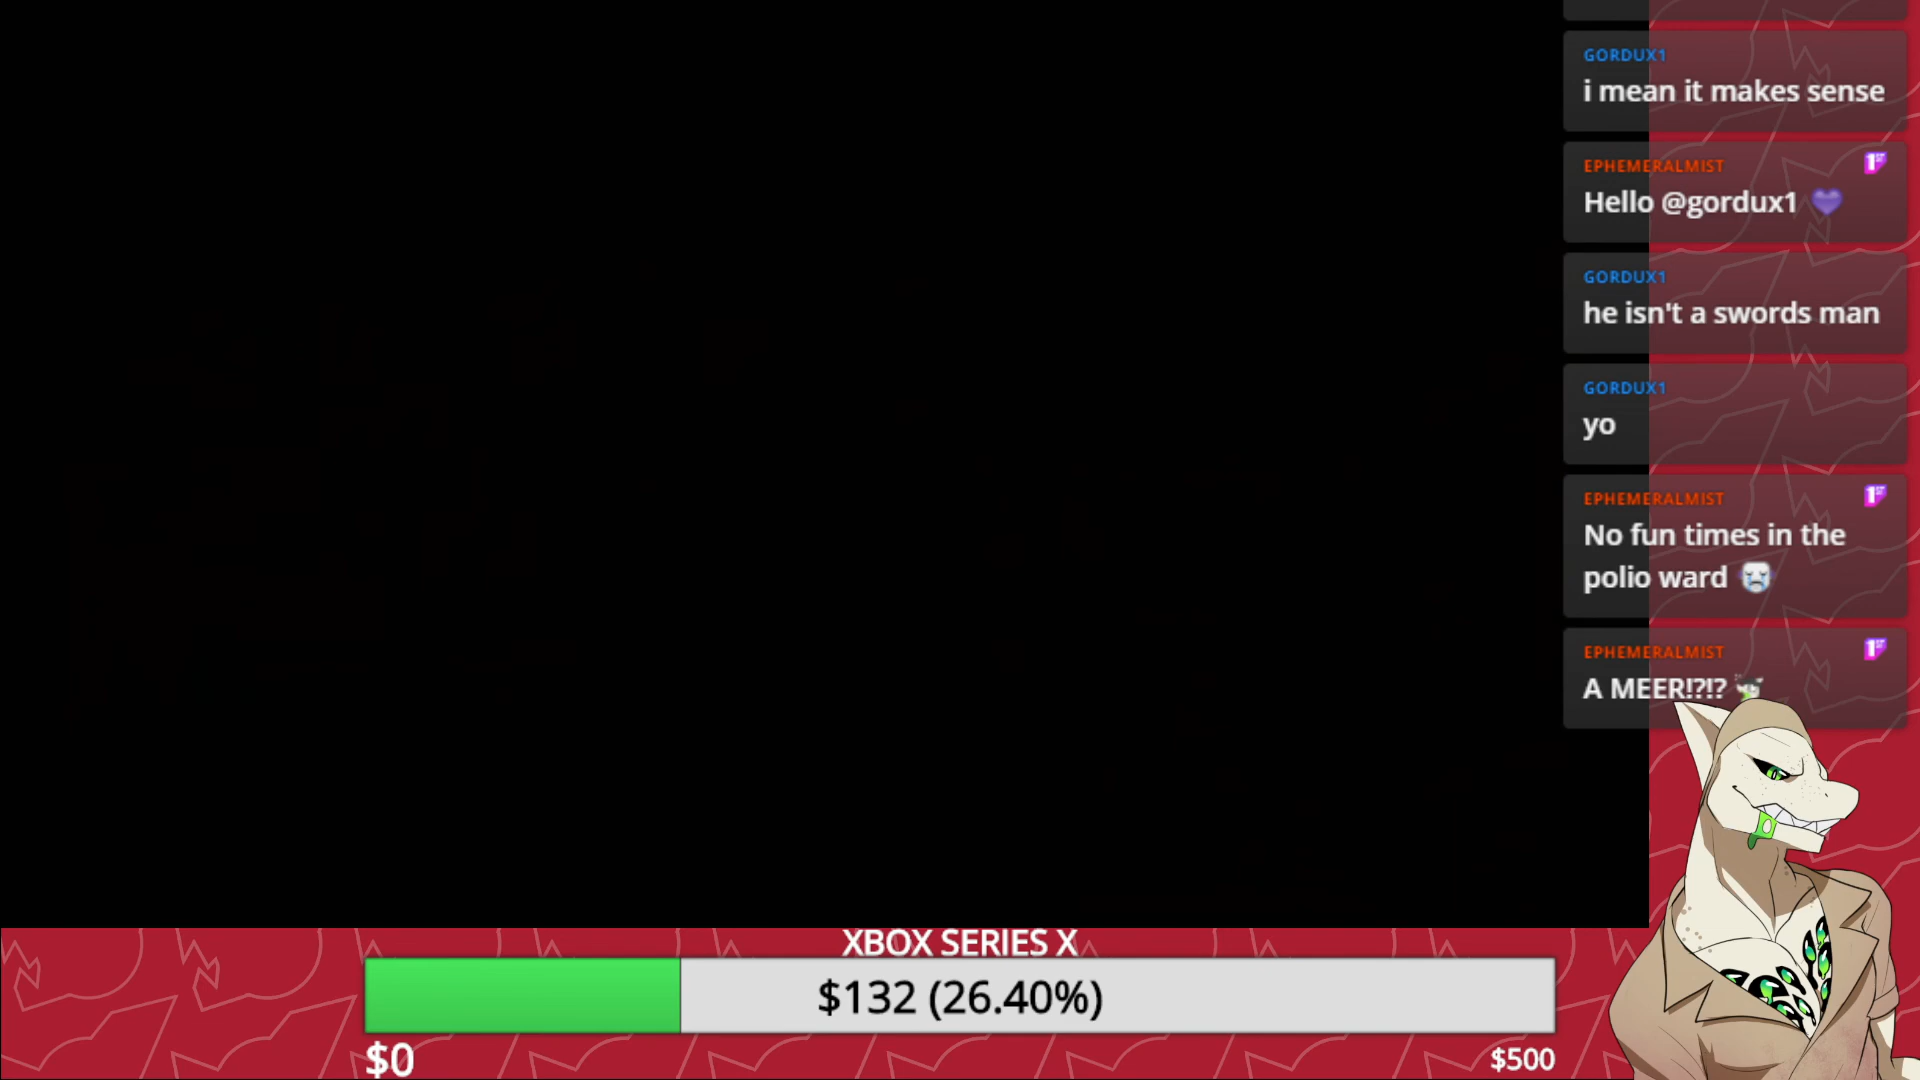 GORDUX1
i mean it makes sense
EPHEMERALMIST
Hello @gordux1
GORDUX1
he isn't a swords man
GORDUX1
yo
EPHEMERALMIST
No fun times in the
polio ward
EPHEMERALMIST
A MEER!?!?
XBOX SERIES X
$132 (26.40%)
$0
$500